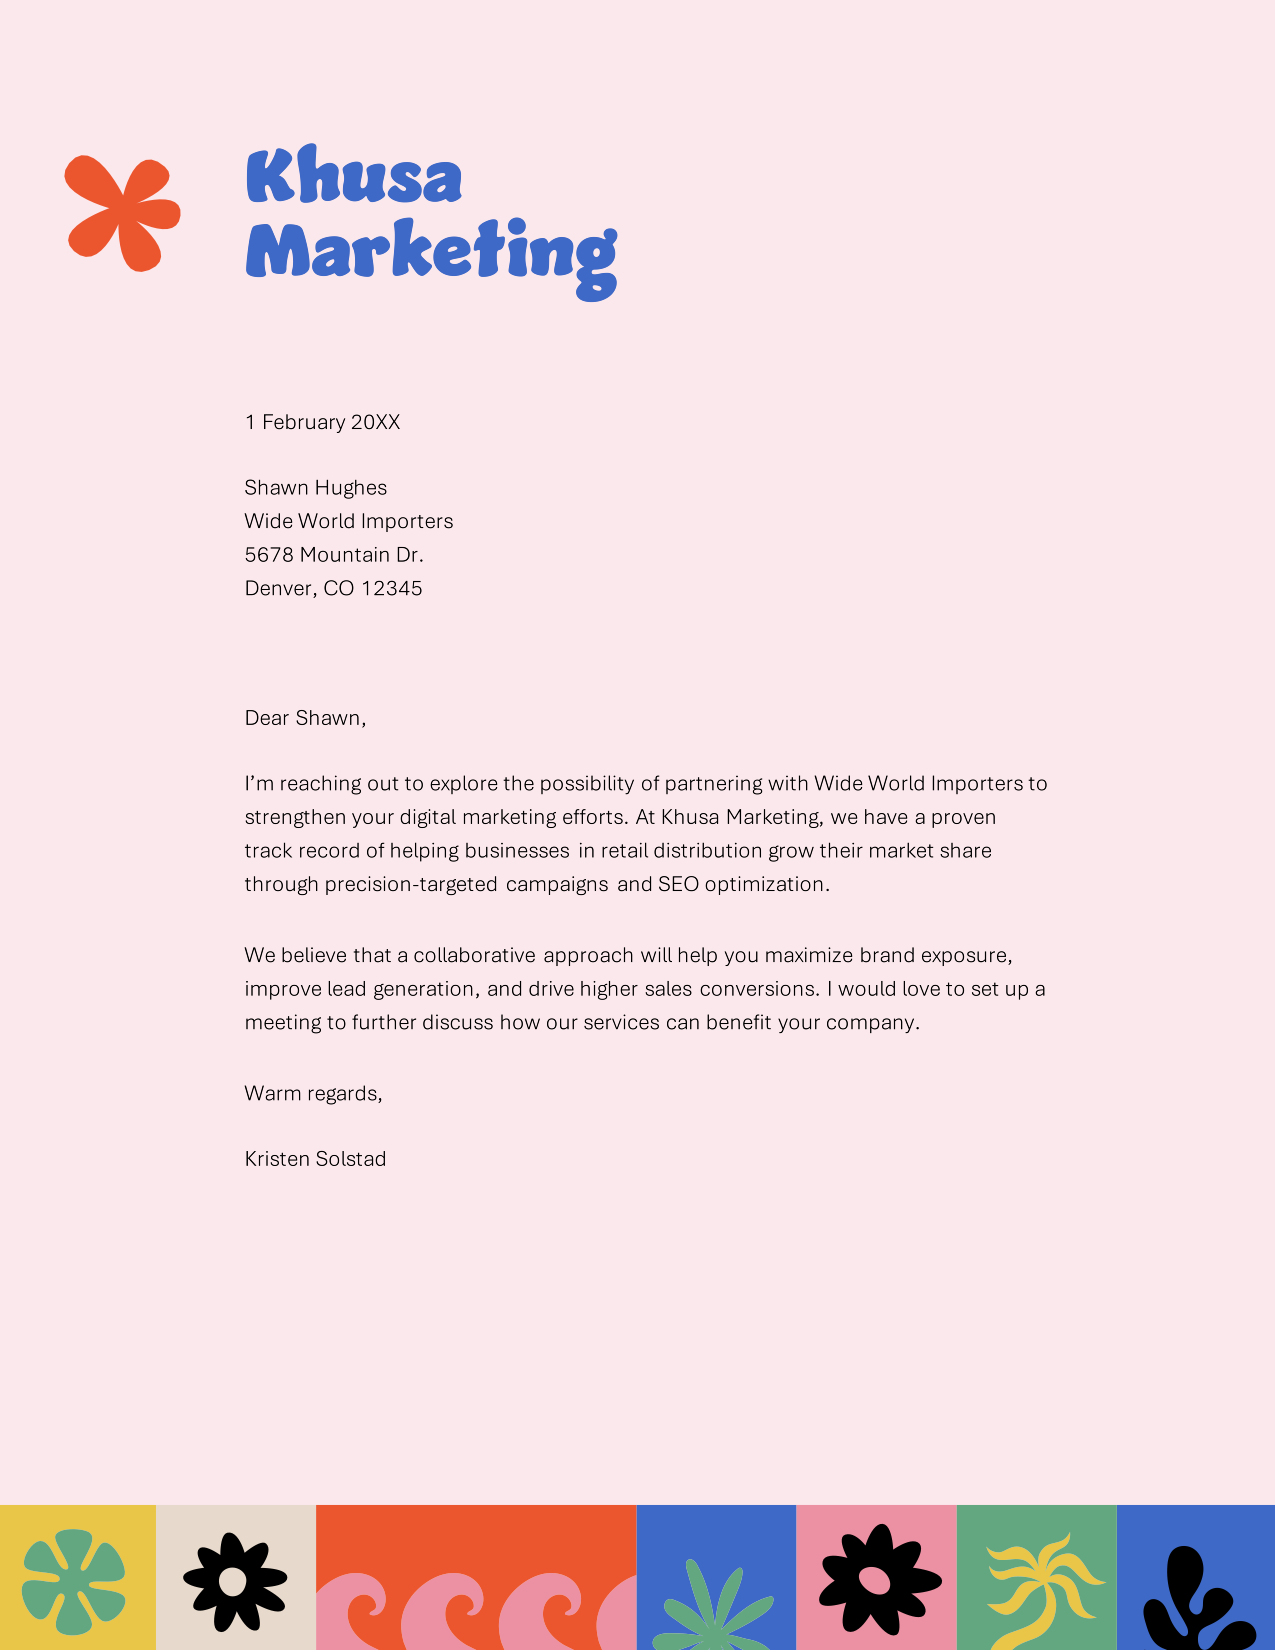 Khusa
Marketing
1 February 20XX
Shawn Hughes
Wide World Importers
5678 Mountain Dr.
Denver, CO 12345
Dear Shawn,
I’m reaching out to explore the possibility of partnering with Wide World Importers to
strengthen your digital marketing efforts. At Khusa Marketing, we have a proven
track record of helping businesses in retail distribution grow their market share
through precision-targeted campaigns and SEO optimization.
We believe that a collaborative approach will help you maximize brand exposure,
improve lead generation, and drive higher sales conversions. I would love to set up a
meeting to further discuss how our services can benefit your company.
Warm regards,
Kristen Solstad